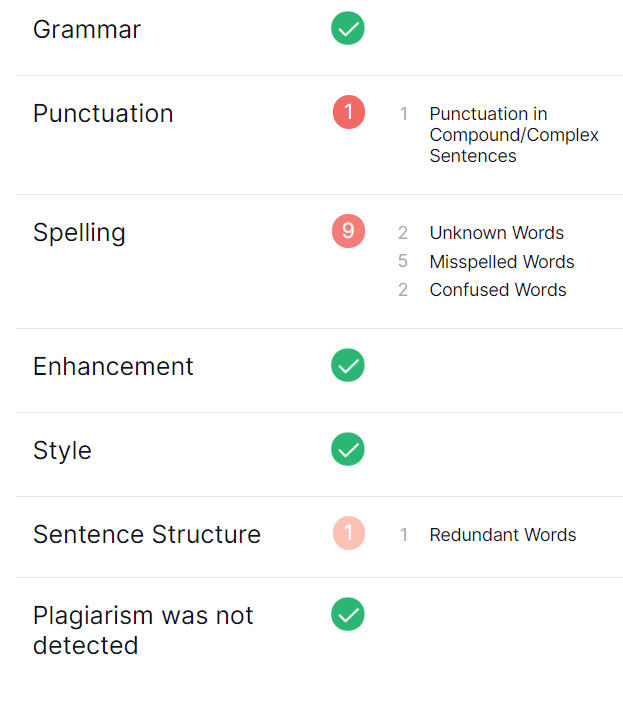 Grammar
Punctuation
1
1
Punctuation in
Compound/Complex
Sentences
Spelling
9
2
Unknown Words
5
Misspelled Words
2
Confused Words
Enhancement
Style
Sentence Structure
1
1
Redundant Words
Plagiarism was not
detected